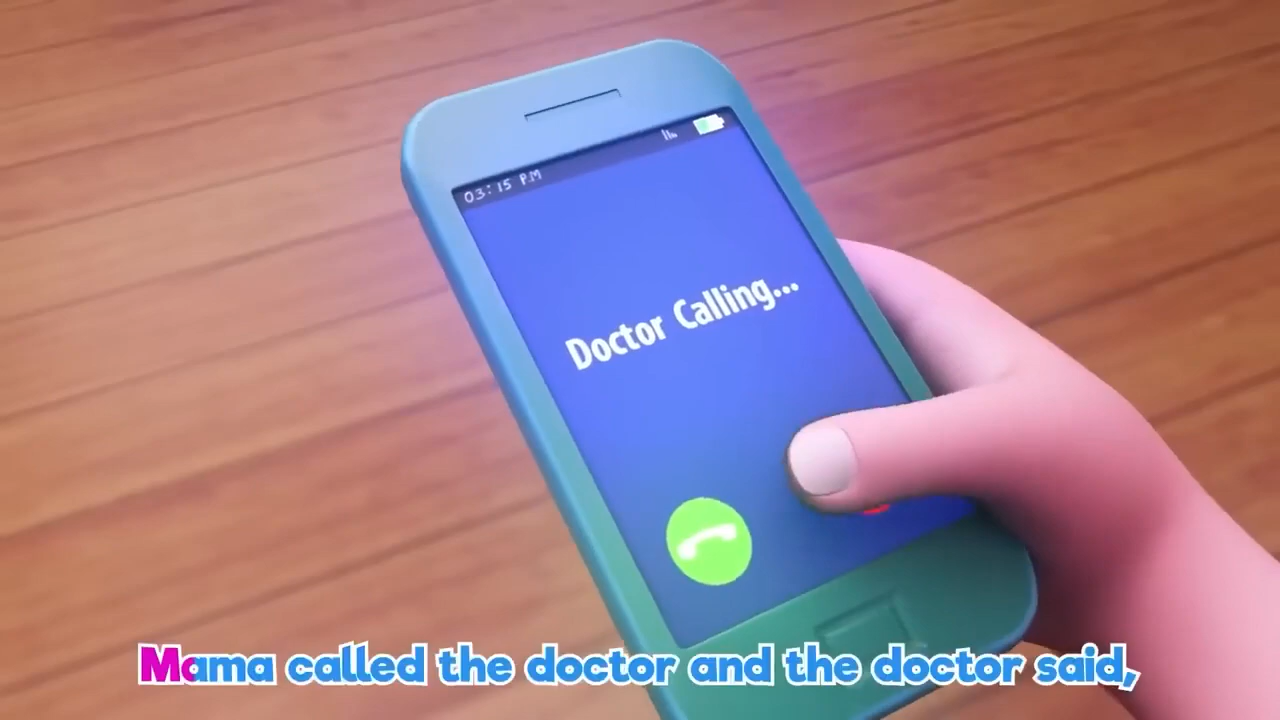 03:15 PM
Doctor Calling...
Mama called the doctor and the doctor said,